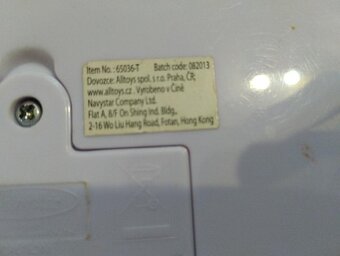 Item No.: 65036-T Batch code: 082013
Dovozce: Alltoys spol. s r.o. Praha, ČR,
www.alltoys.cz . Vyrobeno v Číně
Navystar Company Ltd.
Flat A, 8/F On Shing Ind. Bldg.,
2-16 Wo Liu Hang Road, Fotan, Hong Kong